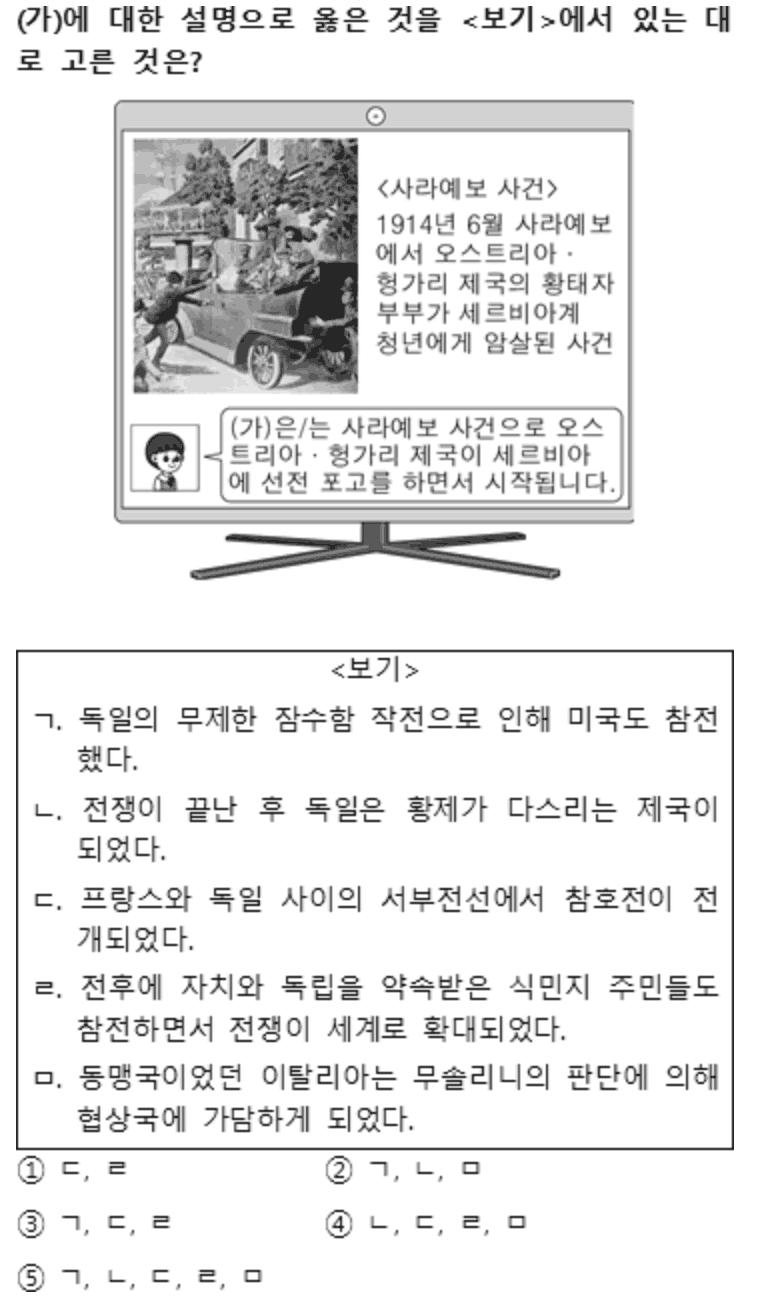 (가)에 대한 설명으로 옳은 것을 <보기>에서 있는 대
로 고른 것은?
<사라예보 사건>
1914년 6월 사라예보
에서 오스트리아 ·
헝가리 제국의 황태자
부부가 세르비아계
청년에게 암살된 사건
(가)은/는 사라예보 사건으로 오스
트리아 · 헝가리 제국이 세르비아
에 선전 포고를 하면서 시작됩니다.
<보기>
ㄱ. 독일의 무제한 잠수함 작전으로 인해 미국도 참전
했다.
ㄴ. 전쟁이 끝난 후 독일은 황제가 다스리는 제국이
되었다.
ㄷ. 프랑스와 독일 사이의 서부전선에서 참호전이 전
개되었다.
ㄹ. 전후에 자치와 독립을 약속받은 식민지 주민들도
참전하면서 전쟁이 세계로 확대되었다.
ㅁ. 동맹국이었던 이탈리아는 무솔리니의 판단에 의해
협상국에 가담하게 되었다.
① ㄷ, ㄹ ② ㄱ, ㄴ, ㅁ
③ ㄱ, ㄷ, ㄹ ④ ㄴ, ㄷ, ㄹ, ㅁ
⑤ ㄱ, ㄴ, ㄷ, ㄹ, ㅁ